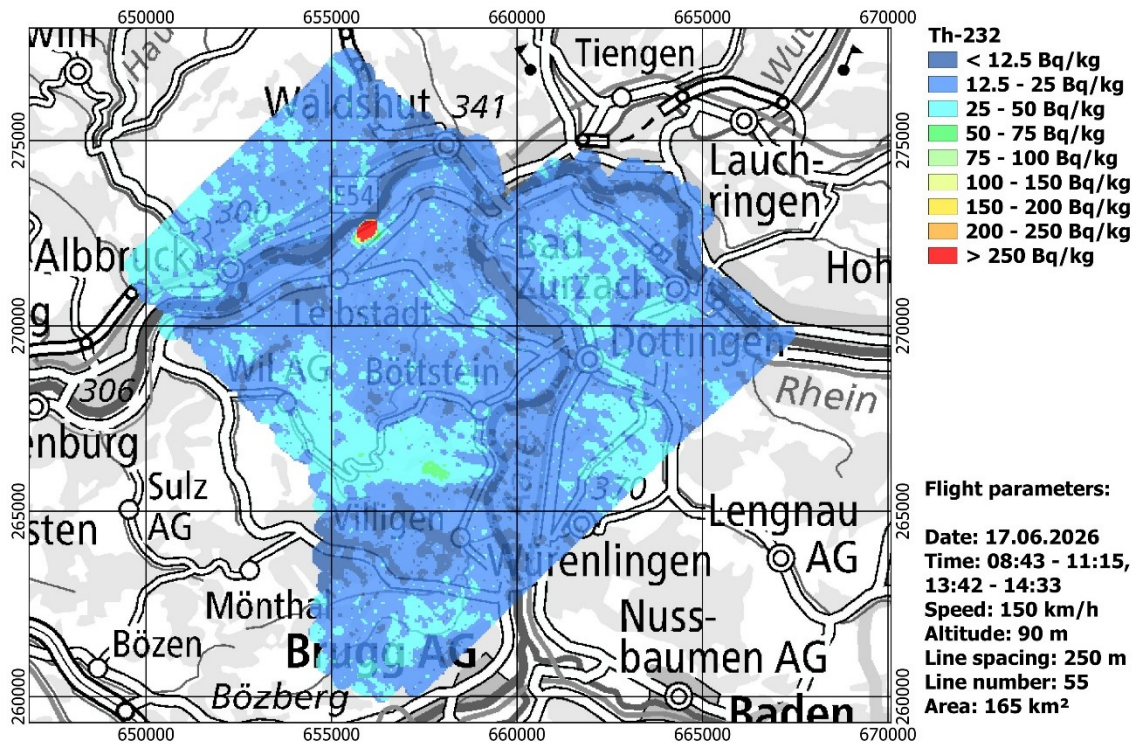 650000 655000 660000 665000 670000
Th-232
< 12.5 Bq/kg
12.5 - 25 Bq/kg
25 - 50 Bq/kg
50 - 75 Bq/kg
75 - 100 Bq/kg
100 - 150 Bq/kg
150 - 200 Bq/kg
200 - 250 Bq/kg
> 250 Bq/kg
275000
270000
265000
260000
275000
270000
265000
260000
Hau
Tiengen
Wut
Waldshut
341
Lauch-
ringen
E54
300
Albbruck
Bad
Zurzach
Hoh
g
Leibstadt
Döttingen
Wil AG
Böttstein
306
Rhein
enburg
Sulz
AG
370
Lengnau
AG
sten
Villigen
Würenlingen
Möntha
Nuss-
baumen AG
Bözen
Brugg AG
Bözberg
Baden
Flight parameters:
Date: 17.06.2026
Time: 08:43 - 11:15,
13:42 - 14:33
Speed: 150 km/h
Altitude: 90 m
Line spacing: 250 m
Line number: 55
Area: 165 km²
650000 655000 660000 665000 670000